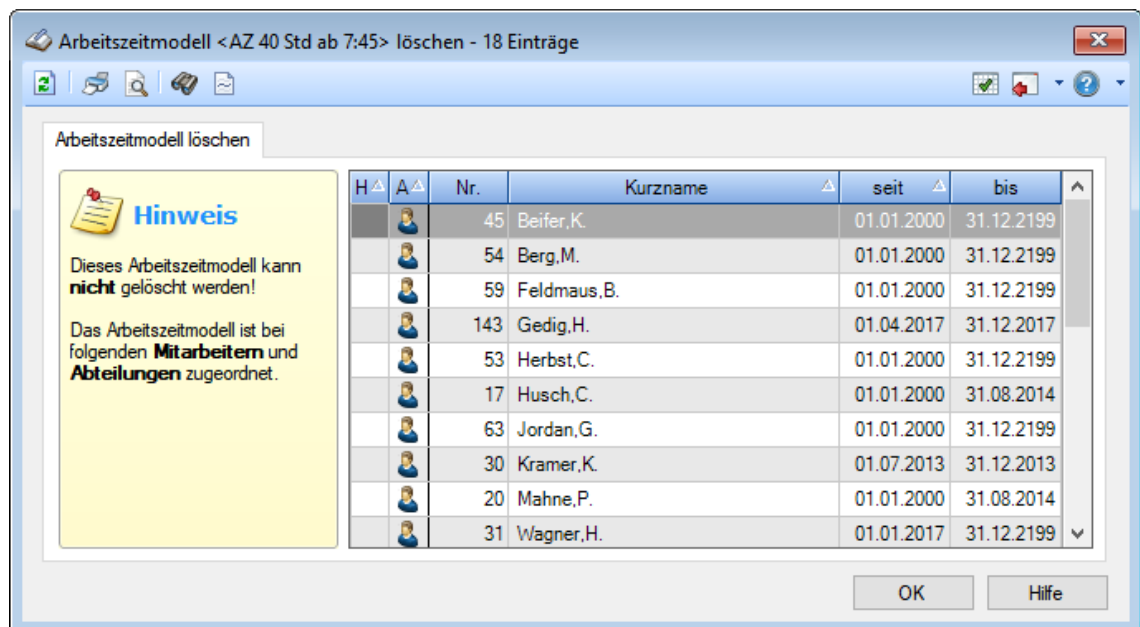 Arbeitszeitmodell <AZ 40 Std ab 7:45> löschen - 18 Einträge
Arbeitszeitmodell löschen
Hinweis
Dieses Arbeitszeitmodell kann
nicht gelöscht werden!
Das Arbeitszeitmodell ist bei
folgenden Mitarbeitern und
Abteilungen zugeordnet.
H A Nr. Kurzname seit bis
45 Beifer,K. 01.01.2000 31.12.2199
54 Berg,M. 01.01.2000 31.12.2199
59 Feldmaus,B. 01.01.2000 31.12.2199
143 Gedig,H. 01.04.2017 31.12.2017
53 Herbst,C. 01.01.2000 31.12.2199
17 Husch,C. 01.01.2000 31.08.2014
63 Jordan,G. 01.01.2000 31.12.2199
30 Kramer,K. 01.07.2013 31.12.2013
20 Mahne,P. 01.01.2000 31.08.2014
31 Wagner,H. 01.01.2017 31.12.2199
OK Hilfe